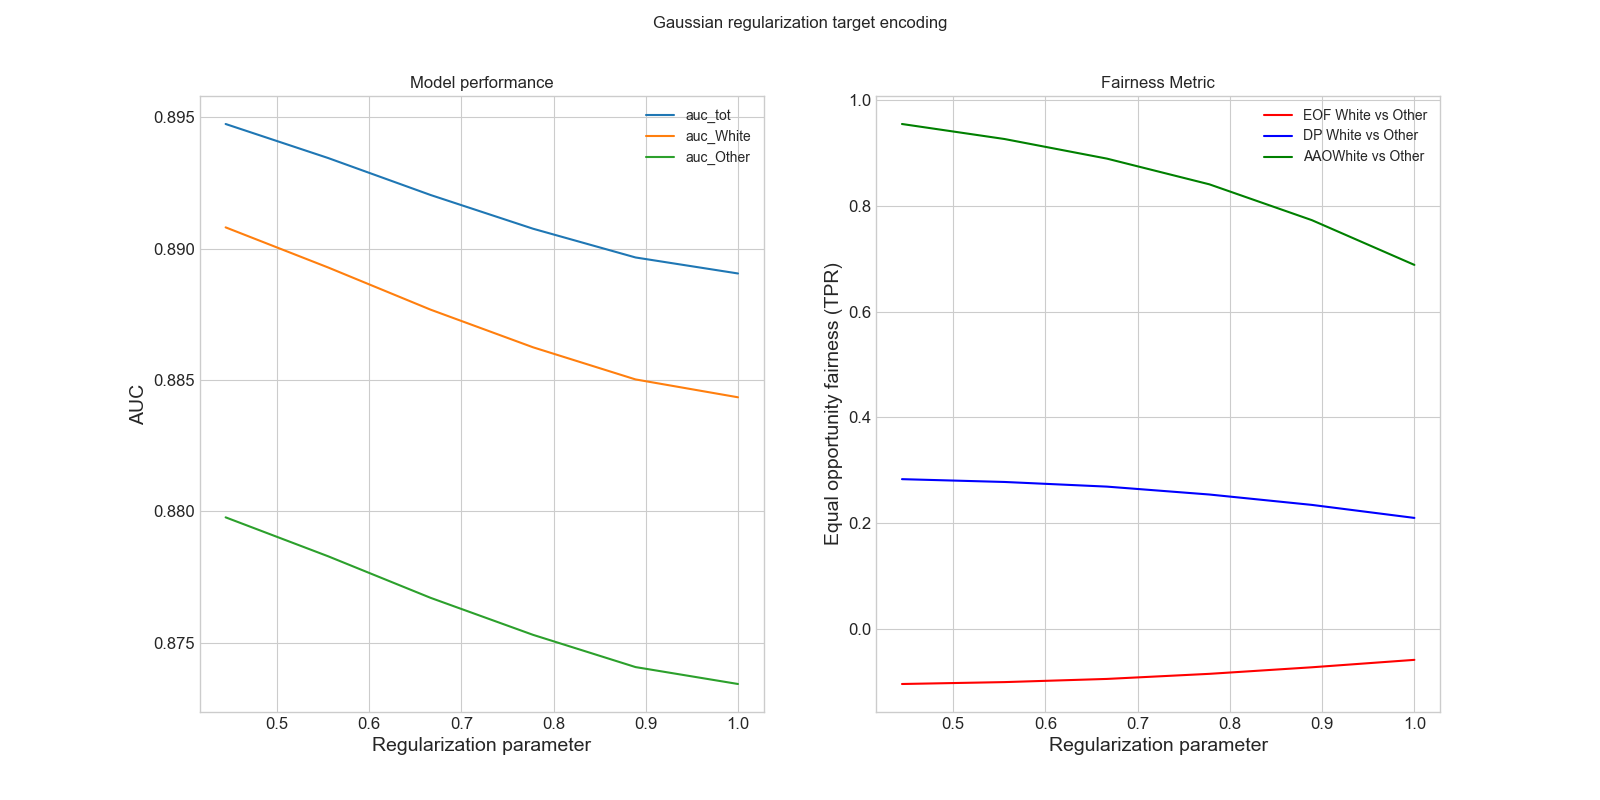 Gaussian regularization target encoding
Model performance
0.895
0.890
0.885
0.880
0.875
AUC
auc_tot
auc_White
auc_Other
0.5 0.6 0.7 0.8 0.9 1.0
Regularization parameter
Fairness Metric
1.0
0.8
0.6
0.4
0.2
0.0
Equal opportunity fairness (TPR)
EOF White vs Other
DP White vs Other
AAOWhite vs Other
0.5 0.6 0.7 0.8 0.9 1.0
Regularization parameter